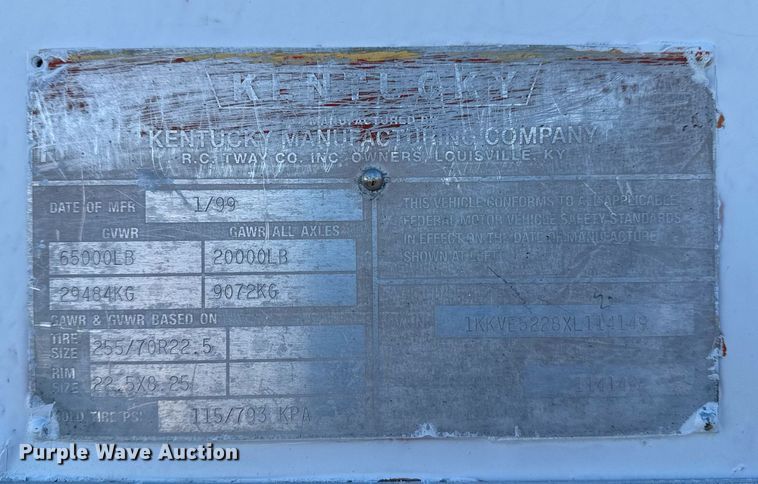 KENTUCKY
MANUFACTURED BY
KENTUCKY MANUFACTURING COMPANY
R.C. TWAY CO. INC. OWNERS, LOUISVILLE, KY
DATE OF MFR 1/99
GVWR GAWR ALL AXLES
65000LB 20000LB
29484KG 9072KG
GAWR & GVWR BASED ON
TIRE SIZE 255/70R22.5
RIM SIZE 22.5X8.25
COLD TIRE PSI 115/793 KPA
THIS VEHICLE CONFORMS TO ALL APPLICABLE
FEDERAL MOTOR VEHICLE SAFETY STANDARDS
IN EFFECT ON THE DATE OF MANUFACTURE
SHOWN AT LEFT
VIN 1KKVE5228XL114149
114149
Purple Wave Auction